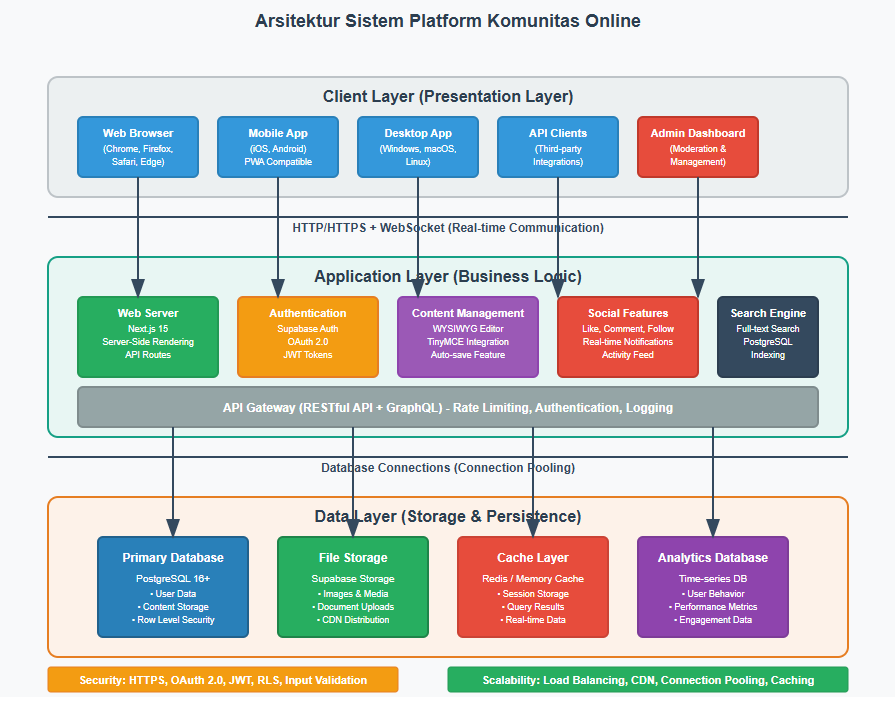 Arsitektur Sistem Platform Komunitas Online
Client Layer (Presentation Layer)
Web Browser
(Chrome, Firefox,
Safari, Edge)
Mobile App
(iOS, Android)
PWA Compatible
Desktop App
(Windows, macOS,
Linux)
API Clients
(Third-party
Integrations)
Admin Dashboard
(Moderation &
Management)
HTTP/HTTPS + WebSocket (Real-time Communication)
Application Layer (Business Logic)
Web Server
Next.js 15
Server-Side Rendering
API Routes
Authentication
Supabase Auth
OAuth 2.0
JWT Tokens
Content Management
WYSIWYG Editor
TinyMCE Integration
Auto-save Feature
Social Features
Like, Comment, Follow
Real-time Notifications
Activity Feed
Search Engine
Full-text Search
PostgreSQL
Indexing
API Gateway (RESTful API + GraphQL) - Rate Limiting, Authentication, Logging
Database Connections (Connection Pooling)
Data Layer (Storage & Persistence)
Primary Database
PostgreSQL 16+
• User Data
• Content Storage
• Row Level Security
File Storage
Supabase Storage
• Images & Media
• Document Uploads
• CDN Distribution
Cache Layer
Redis / Memory Cache
• Session Storage
• Query Results
• Real-time Data
Analytics Database
Time-series DB
• User Behavior
• Performance Metrics
• Engagement Data
Security: HTTPS, OAuth 2.0, JWT, RLS, Input Validation
Scalability: Load Balancing, CDN, Connection Pooling, Caching